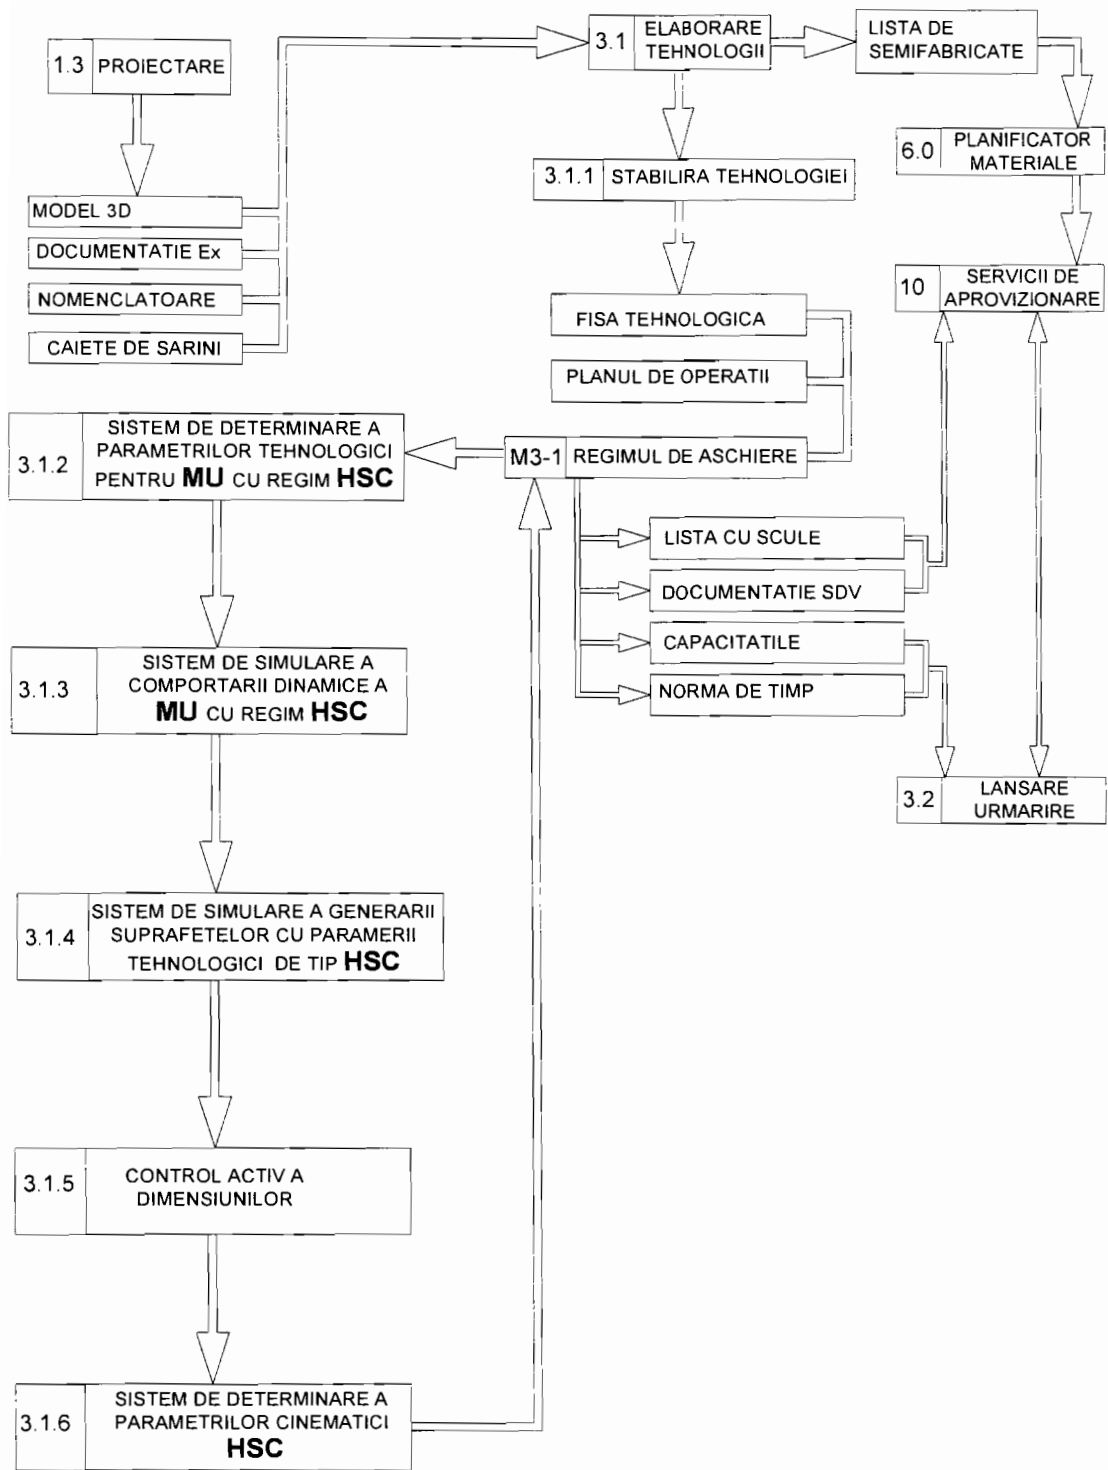 1.3 PROIECTARE
MODEL 3D
DOCUMENTATIE Ex
NOMENCLATOARE
CAIETE DE SARINI
3.1 ELABORARE
TEHNOLOGII
LISTA DE
SEMIFABRICATE
6.0 PLANIFICATOR
MATERIALE
10 SERVICII DE
APROVIZIONARE
3.1.1 STABILIRA TEHNOLOGIEI
FISA TEHNOLOGICA
PLANUL DE OPERATII
M3-1 REGIMUL DE ASCHIERE
LISTA CU SCULE
DOCUMENTATIE SDV
CAPACITATILE
NORMA DE TIMP
3.2 LANSARE
URMARIRE
3.1.2 SISTEM DE DETERMINARE A
PARAMETRILOR TEHNOLOGICI
PENTRU MU CU REGIM HSC
3.1.3 SISTEM DE SIMULARE A
COMPORTARII DINAMICE A
MU CU REGIM HSC
3.1.4 SISTEM DE SIMULARE A GENERARII
SUPRAFETELOR CU PARAMERII
TEHNOLOGICI DE TIP HSC
3.1.5 CONTROL ACTIV A
DIMENSIUNILOR
3.1.6 SISTEM DE DETERMINARE A
PARAMETRILOR CINEMATICI
HSC